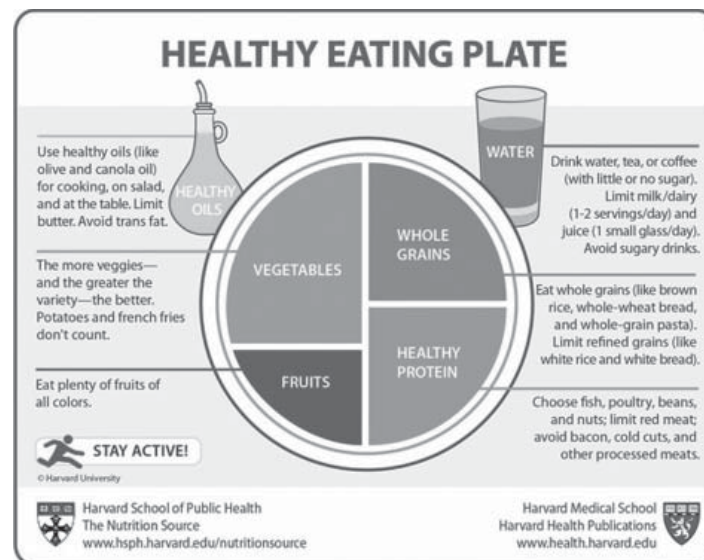 HEALTHY EATING PLATE
Use healthy oils (like
olive and canola oil)
for cooking, on salad,
and at the table. Limit
butter. Avoid trans fat.
HEALTHY
OILS
The more veggies—
and the greater the
variety—the better.
Potatoes and french fries
don't count.
Eat plenty of fruits of
all colors.
VEGETABLES
FRUITS
WHOLE
GRAINS
HEALTHY
PROTEIN
WATER
Drink water, tea, or coffee
(with little or no sugar).
Limit milk/dairy
(1-2 servings/day) and
juice (1 small glass/day).
Avoid sugary drinks.
Eat whole grains (like brown
rice, whole-wheat bread,
and whole-grain pasta).
Limit refined grains (like
white rice and white bread).
Choose fish, poultry, beans,
and nuts; limit red meat;
avoid bacon, cold cuts, and
other processed meats.
STAY ACTIVE!
© Harvard University
Harvard School of Public Health
The Nutrition Source
www.hsph.harvard.edu/nutritionsource
Harvard Medical School
Harvard Health Publications
www.health.harvard.edu